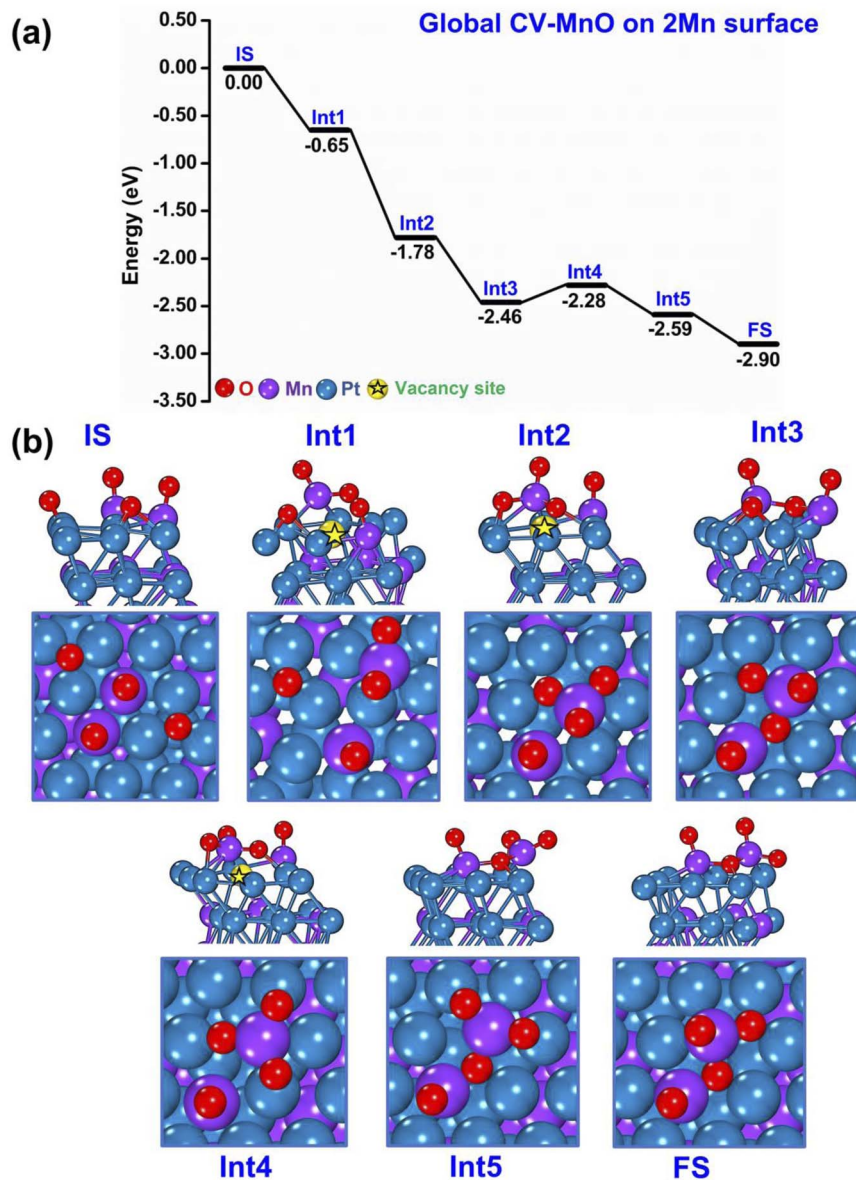 (a)
Global CV-MnO on 2Mn surface
Energy (eV)
0.50
0.00
-0.50
-1.00
-1.50
-2.00
-2.50
-3.00
-3.50
IS
0.00
Int1
-0.65
Int2
-1.78
Int3
-2.46
Int4
-2.28
Int5
-2.59
FS
-2.90
O Mn Pt Vacancy site
(b)
IS Int1 Int2 Int3
Int4 Int5 FS